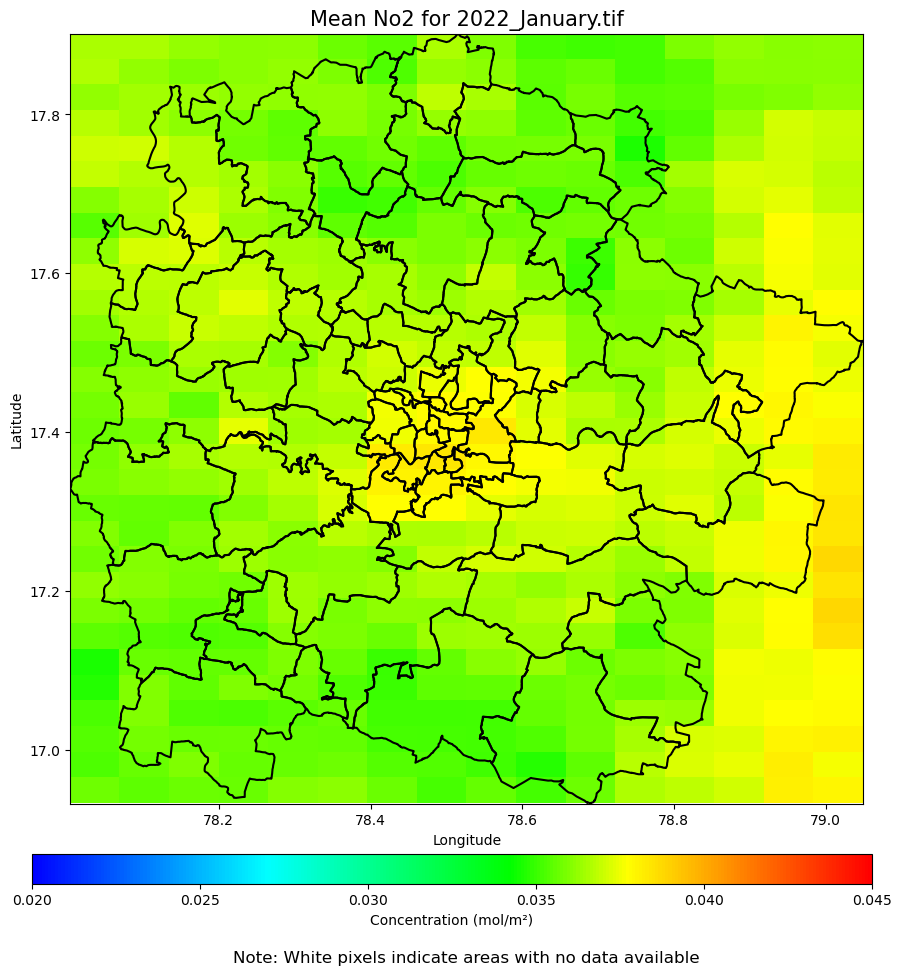 Mean No2 for 2022_January.tif
17.8
17.6
17.4
17.2
17.0
Latitude
78.2 78.4 78.6 78.8 79.0
Longitude
0.020 0.025 0.030 0.035 0.040 0.045
Concentration (mol/m²)
Note: White pixels indicate areas with no data available